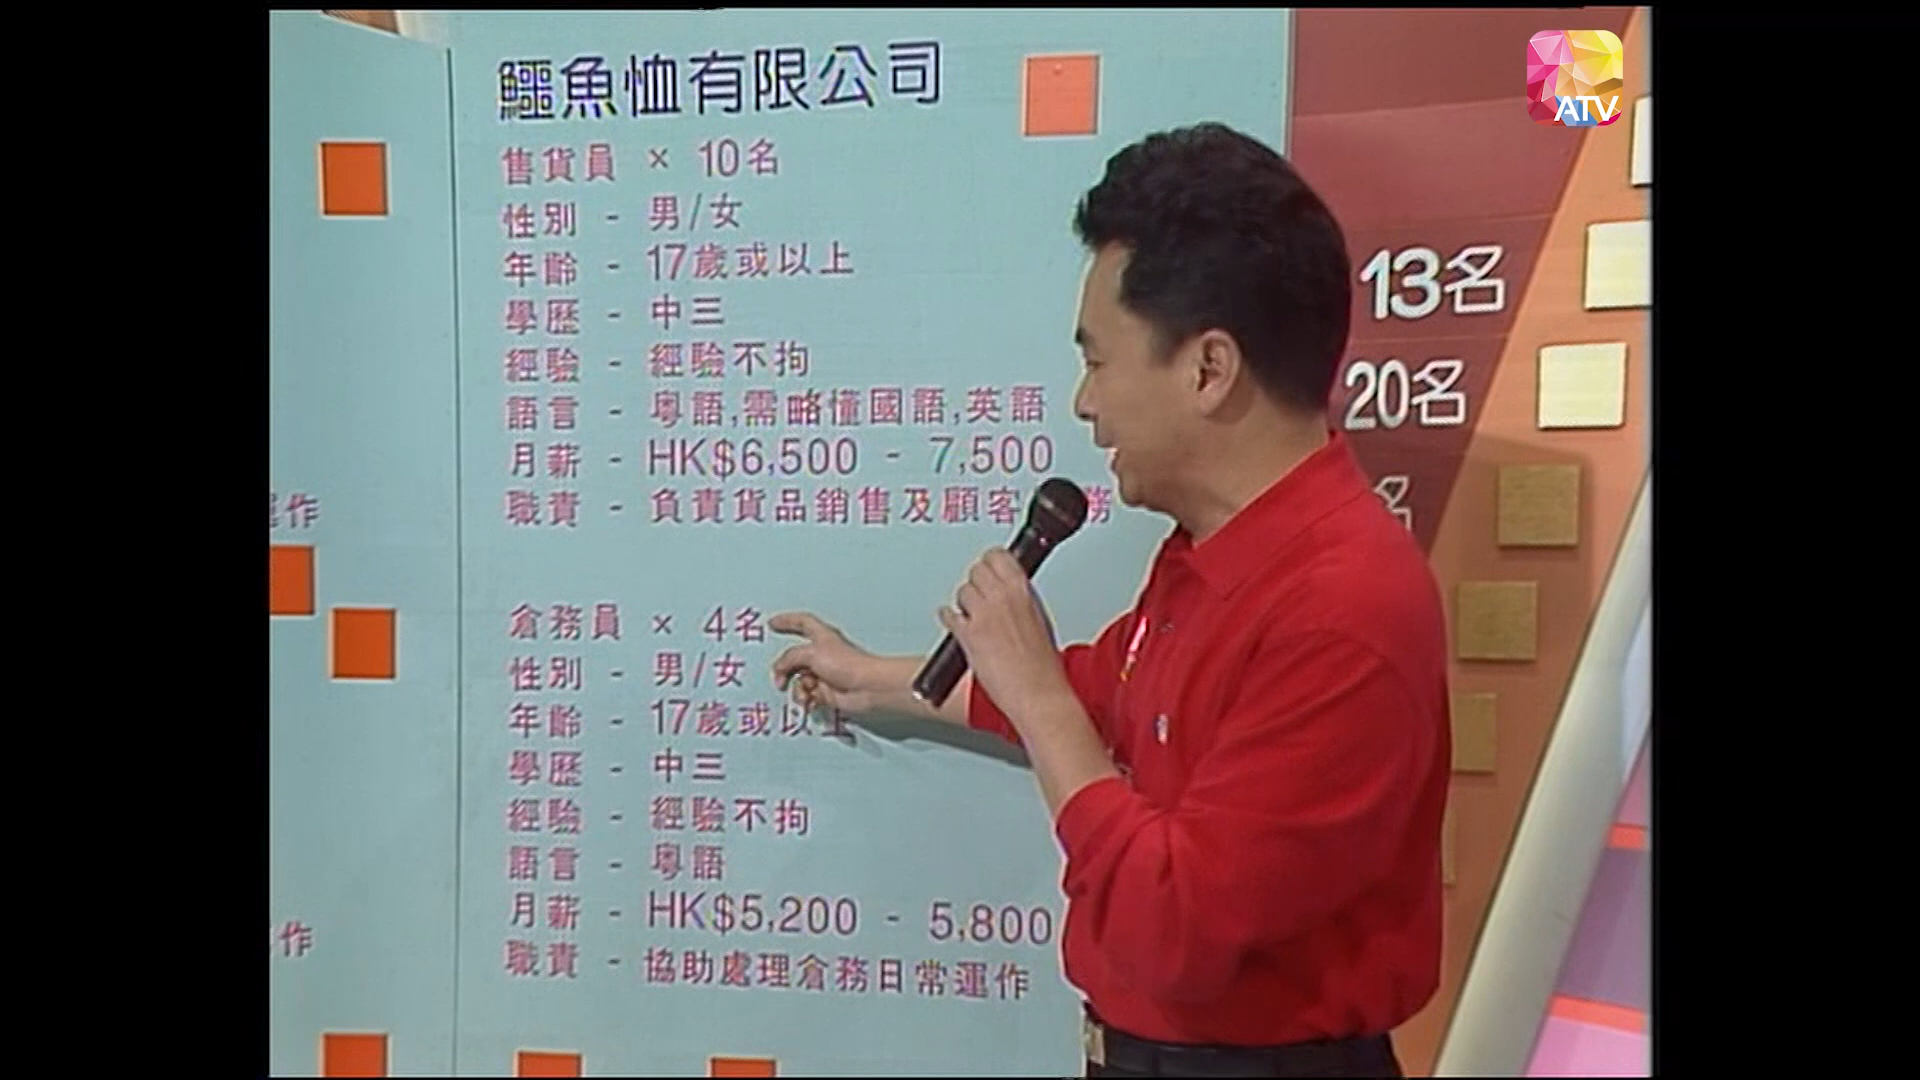 鱷魚恤有限公司
售貨員 × 10名
性別 - 男/女
年齡 - 17歲或以上
學歷 - 中三
經驗 - 經驗不拘
語言 - 粵語,需略懂國語,英語
月薪 - HK$6,500 - 7,500
職責 - 負責貨品銷售及顧客 務
倉務員 × 4名
性別 - 男/女
年齡 - 17歲或以上
學歷 - 中三
經驗 - 經驗不拘
語言 - 粵語
月薪 - HK$5,200 - 5,800
職責 - 協助處理倉務日常運作
作
作
13名
20名
名
ATV